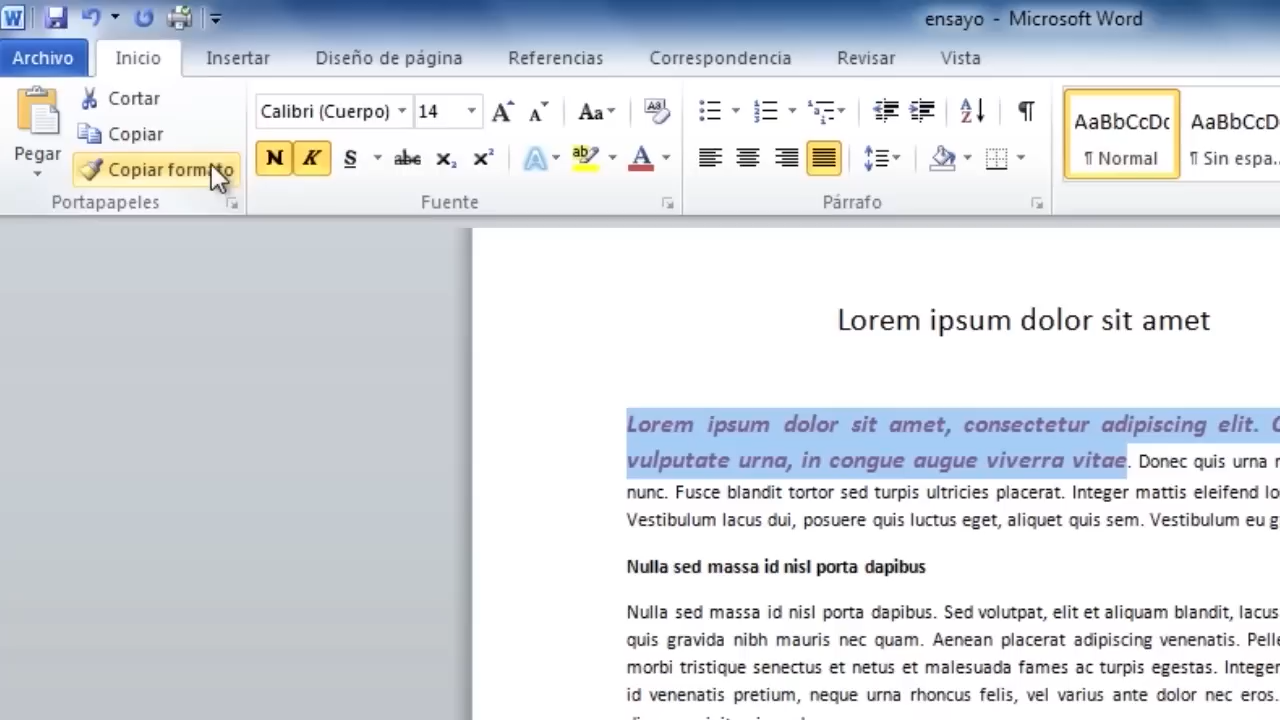 ensayo - Microsoft Word
Archivo Inicio Insertar Diseño de página Referencias Correspondencia Revisar Vista
Pegar
Cortar
Copiar
Copiar formato
Portapapeles
Calibri (Cuerpo) 14
N K S abc x₂ x²
Fuente
Párrafo
AaBbCcDc
¶ Normal
AaBbCcD
¶ Sin espa...
Lorem ipsum dolor sit amet
Lorem ipsum dolor sit amet, consectetur adipiscing elit.
vulputate urna, in congue augue viverra vitae. Donec quis urna
nunc. Fusce blandit tortor sed turpis ultricies placerat. Integer mattis eleifend
Vestibulum lacus dui, posuere quis luctus eget, aliquet quis sem. Vestibulum eu
Nulla sed massa id nisl porta dapibus
Nulla sed massa id nisl porta dapibus. Sed volutpat, elit et aliquam blandit, lacus
quis gravida nibh mauris nec quam. Aenean placerat adipiscing venenatis.
morbi tristique senectus et netus et malesuada fames ac turpis egestas. Integer
id venenatis pretium, neque urna rhoncus felis, vel varius ante dolor nec eros.